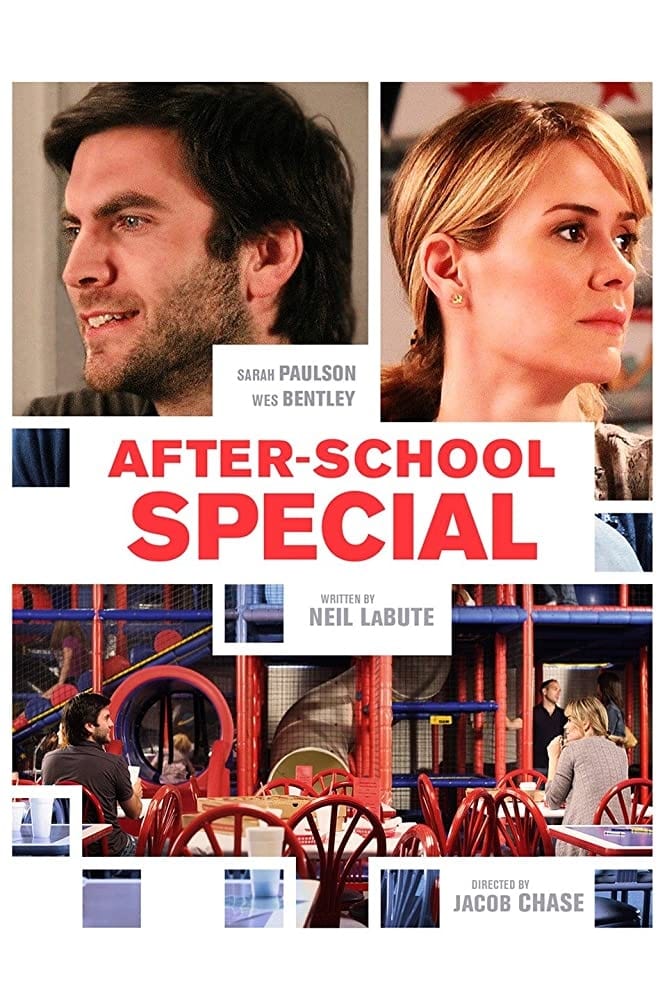 SARAH PAULSON
WES BENTLEY
AFTER-SCHOOL
SPECIAL
WRITTEN BY
NEIL LaBUTE
DIRECTED BY
JACOB CHASE